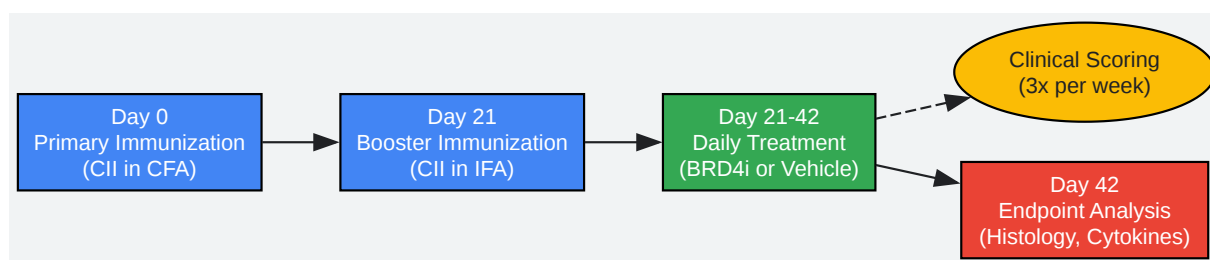 Day 0
Primary Immunization
(CII in CFA)
Day 21
Booster Immunization
(CII in IFA)
Day 21-42
Daily Treatment
(BRD4i or Vehicle)
Clinical Scoring
(3x per week)
Day 42
Endpoint Analysis
(Histology, Cytokines)